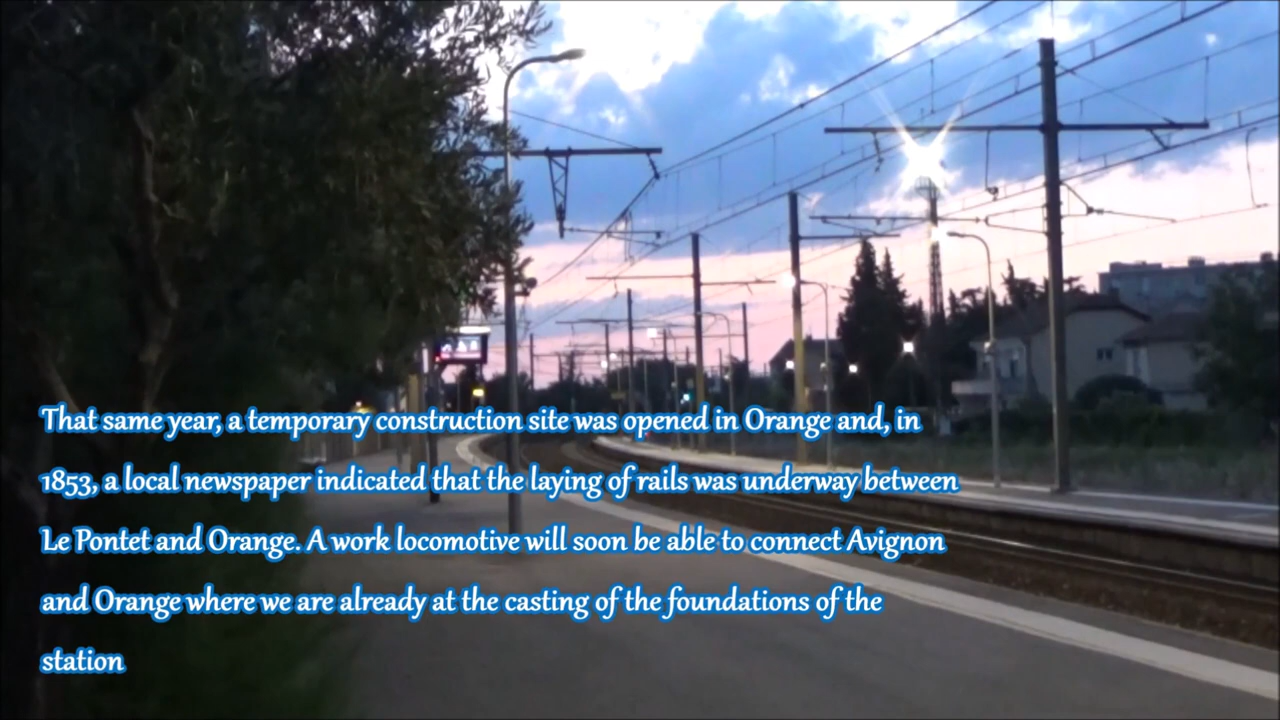 That same year, a temporary construction site was opened in Orange and, in
1853, a local newspaper indicated that the laying of rails was underway between
Le Pontet and Orange. A work locomotive will soon be able to connect Avignon
and Orange where we are already at the casting of the foundations of the
station